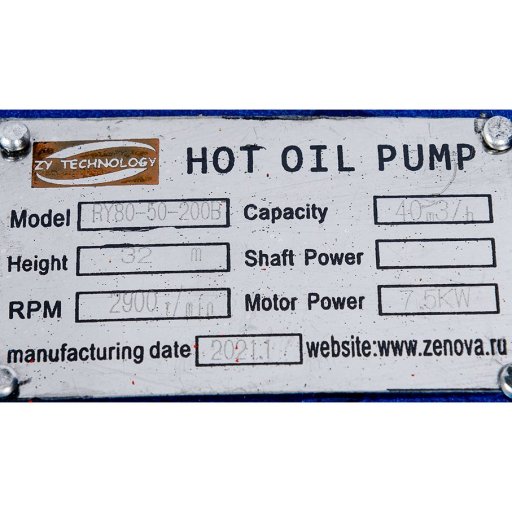 ZY TECHNOLOGY HOT OIL PUMP
Model RY80-50-200B Capacity 40m3/h
Height 32 m Shaft Power
RPM 2900 r/min Motor Power 7.5KW
manufacturing date 2021.1 website:www.zenova.ru